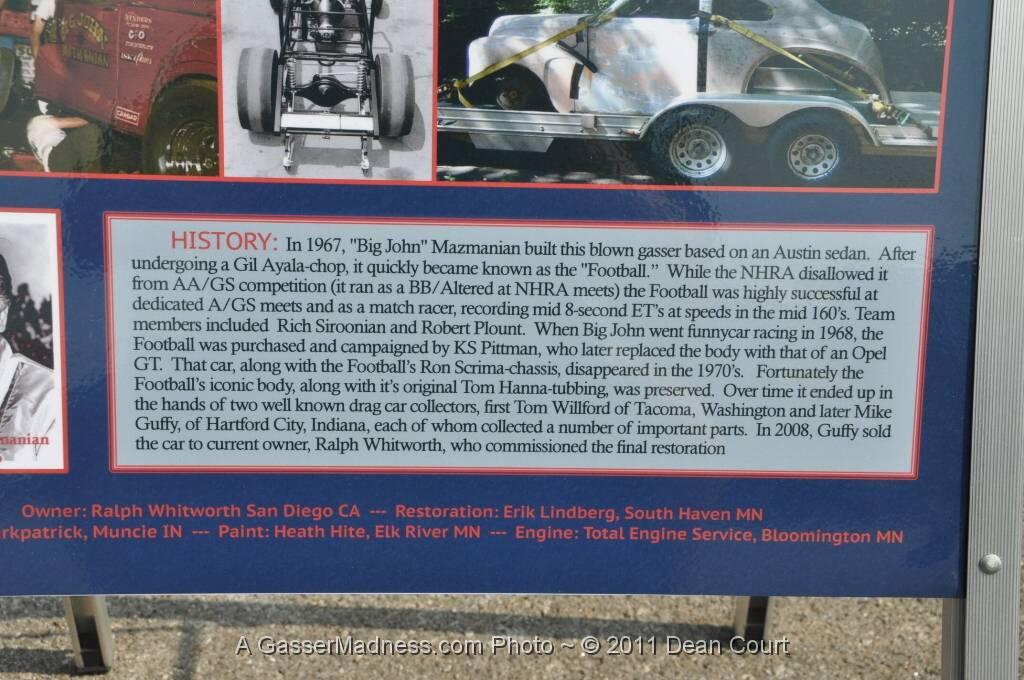 HISTORY: In 1967, "Big John" Mazmanian built this blown gasser based on an Austin sedan. After
undergoing a Gil Ayala-chop, it quickly became known as the "Football." While the NHRA disallowed it
from AA/GS competition (it ran as a BB/Altered at NHRA meets) the Football was highly successful at
dedicated A/GS meets and as a match racer, recording mid 8-second ET's at speeds in the mid 160's. Team
members included Rich Siroonian and Robert Plount. When Big John went funnycar racing in 1968, the
Football was purchased and campaigned by KS Pittman, who later replaced the body with that of an Opel
GT. That car, along with the Football's Ron Scrima-chassis, disappeared in the 1970's. Fortunately the
Football's iconic body, along with it's original Tom Hanna-tubbing, was preserved. Over time it ended up in
the hands of two well known drag car collectors, first Tom Willford of Tacoma, Washington and later Mike
Guffy, of Hartford City, Indiana, each of whom collected a number of important parts. In 2008, Guffy sold
the car to current owner, Ralph Whitworth, who commissioned the final restoration
manian
Owner: Ralph Whitworth San Diego CA --- Restoration: Erik Lindberg, South Haven MN
rkpatrick, Muncie IN --- Paint: Heath Hite, Elk River MN --- Engine: Total Engine Service, Bloomington MN
A GasserMadness.com Photo ~ © 2011 Dean Court